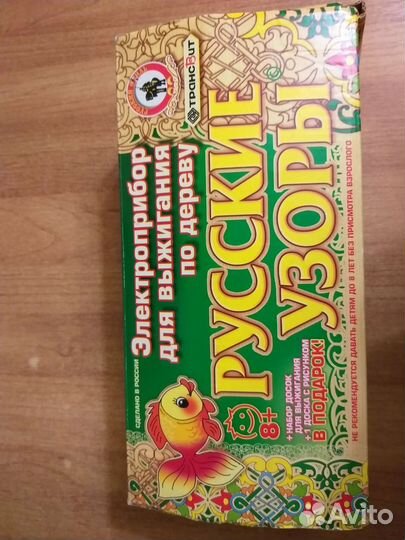 трансвит
СДЕЛАНО В РОССИИ
Электроприбор
для выжигания
по дереву
РУССКИЕ
УЗОРЫ
8+
+ НАБОР ДОСОК
ДЛЯ ВЫЖИГАНИЯ
+1 ДОСКА С РИСУНКОМ
В ПОДАРОК!
НЕ РЕКОМЕНДУЕТСЯ ДАВАТЬ ДЕТЯМ ДО 8 ЛЕТ БЕЗ ПРИСМОТРА ВЗРОСЛОГО
Avito